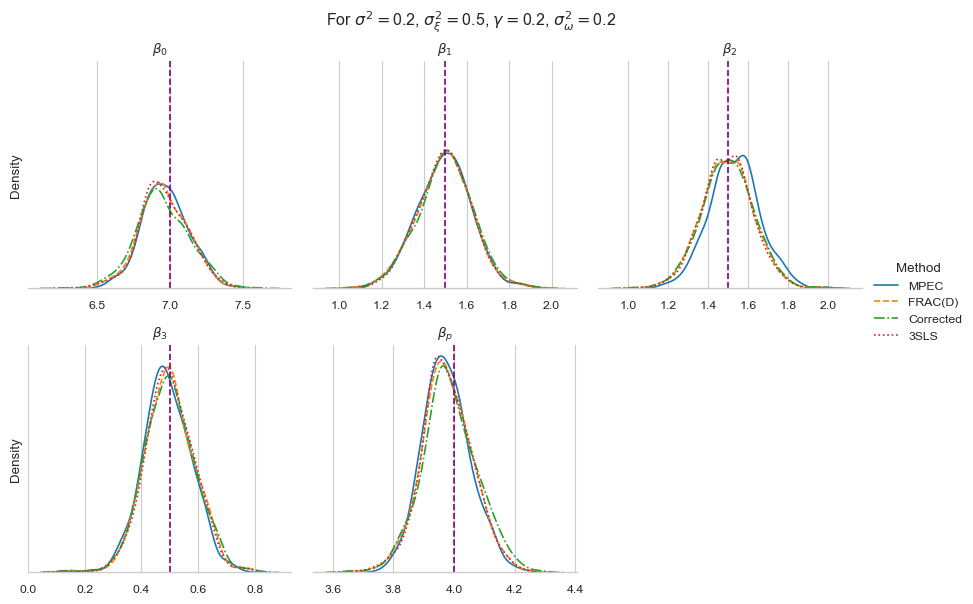 For σ² = 0.2, σ²_ξ = 0.5, γ = 0.2, σ²_ω = 0.2
β₀
β₁
β₂
Density
6.5 7.0 7.5
1.0 1.2 1.4 1.6 1.8 2.0
1.0 1.2 1.4 1.6 1.8 2.0
Method
MPEC
FRAC(D)
Corrected
3SLS
β₃
βₚ
Density
0.0 0.2 0.4 0.6 0.8
3.6 3.8 4.0 4.2 4.4